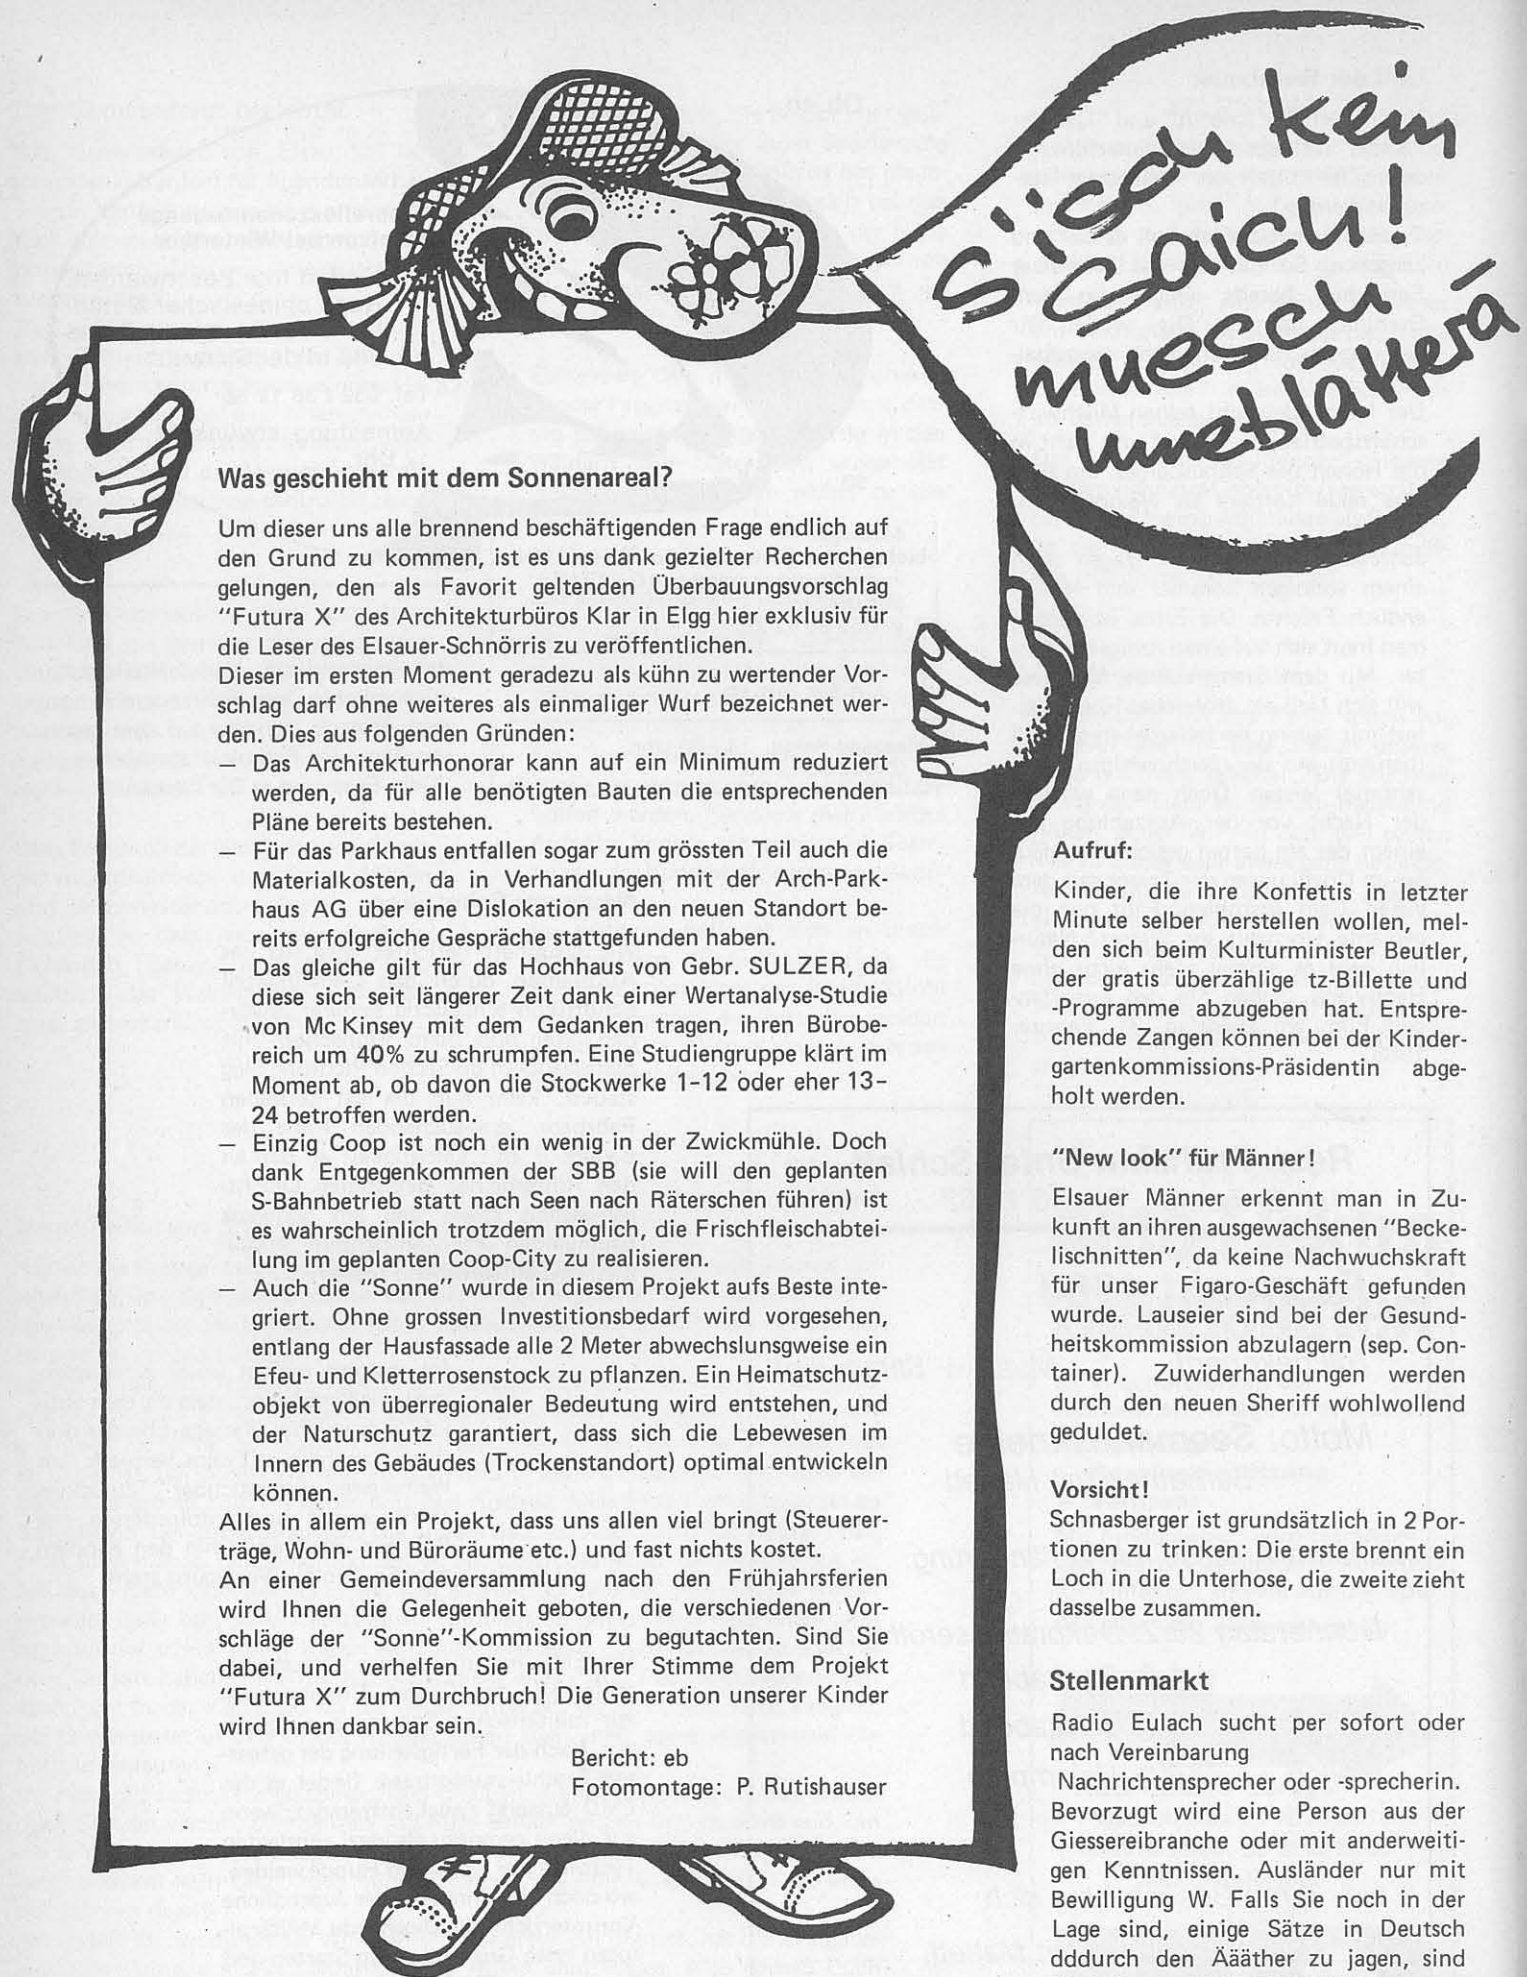 S'isch kein
Saich!
muesch
umeblätterä
Was geschieht mit dem Sonnenareal?
Um dieser uns alle brennend beschäftigenden Frage endlich auf
den Grund zu kommen, ist es uns dank gezielter Recherchen
gelungen, den als Favorit geltenden Überbauungsvorschlag
"Futura X" des Architekturbüros Klar in Elgg hier exklusiv für
die Leser des Elsauer-Schnörris zu veröffentlichen.
Dieser im ersten Moment geradezu als kühn zu wertender Vor-
schlag darf ohne weiteres als einmaliger Wurf bezeichnet wer-
den. Dies aus folgenden Gründen:
— Das Architekturhonorar kann auf ein Minimum reduziert
werden, da für alle benötigten Bauten die entsprechenden
Pläne bereits bestehen.
— Für das Parkhaus entfallen sogar zum grössten Teil auch die
Materialkosten, da in Verhandlungen mit der Arch-Park-
haus AG über eine Dislokation an den neuen Standort be-
reits erfolgreiche Gespräche stattgefunden haben.
— Das gleiche gilt für das Hochhaus von Gebr. SULZER, da
diese sich seit längerer Zeit dank einer Wertanalyse-Studie
von Mc Kinsey mit dem Gedanken tragen, ihren Bürobe-
reich um 40% zu schrumpfen. Eine Studiengruppe klärt im
Moment ab, ob davon die Stockwerke 1–12 oder eher 13–
24 betroffen werden.
— Einzig Coop ist noch ein wenig in der Zwickmühle. Doch
dank Entgegenkommen der SBB (sie will den geplanten
S-Bahnbetrieb statt nach Seen nach Räterschen führen) ist
es wahrscheinlich trotzdem möglich, die Frischfleischabtei-
lung im geplanten Coop-City zu realisieren.
— Auch die "Sonne" wurde in diesem Projekt aufs Beste inte-
griert. Ohne grossen Investitionsbedarf wird vorgesehen,
entlang der Hausfassade alle 2 Meter abwechslunsgweise ein
Efeu- und Kletterrosenstock zu pflanzen. Ein Heimatschutz-
objekt von überregionaler Bedeutung wird entstehen, und
der Naturschutz garantiert, dass sich die Lebewesen im
Innern des Gebäudes (Trockenstandort) optimal entwickeln
können.
Alles in allem ein Projekt, dass uns allen viel bringt (Steuerer-
träge, Wohn- und Büroräume etc.) und fast nichts kostet.
An einer Gemeindeversammlung nach den Frühjahrsferien
wird Ihnen die Gelegenheit geboten, die verschiedenen Vor-
schläge der "Sonne"-Kommission zu begutachten. Sind Sie
dabei, und verhelfen Sie mit Ihrer Stimme dem Projekt
"Futura X" zum Durchbruch! Die Generation unserer Kinder
wird Ihnen dankbar sein.
Bericht: eb
Fotomontage: P. Rutishauser
Aufruf:
Kinder, die ihre Konfettis in letzter
Minute selber herstellen wollen, mel-
den sich beim Kulturminister Beutler,
der gratis überzählige tz-Billette und
-Programme abzugeben hat. Entspre-
chende Zangen können bei der Kinder-
gartenkommissions-Präsidentin abge-
holt werden.
"New look" für Männer!
Elsauer Männer erkennt man in Zu-
kunft an ihren ausgewachsenen "Becke-
lischnitten", da keine Nachwuchskraft
für unser Figaro-Geschäft gefunden
wurde. Lauseier sind bei der Gesund-
heitskommission abzulagern (sep. Con-
tainer). Zuwiderhandlungen werden
durch den neuen Sheriff wohlwollend
geduldet.
Vorsicht!
Schnasberger ist grundsätzlich in 2 Por-
tionen zu trinken: Die erste brennt ein
Loch in die Unterhose, die zweite zieht
dasselbe zusammen.
Stellenmarkt
Radio Eulach sucht per sofort oder
nach Vereinbarung
Nachrichtensprecher oder -sprecherin.
Bevorzugt wird eine Person aus der
Giessereibranche oder mit anderweiti-
gen Kenntnissen. Ausländer nur mit
Bewilligung W. Falls Sie noch in der
Lage sind, einige Sätze in Deutsch
dddurch den Äääther zu jagen, sind